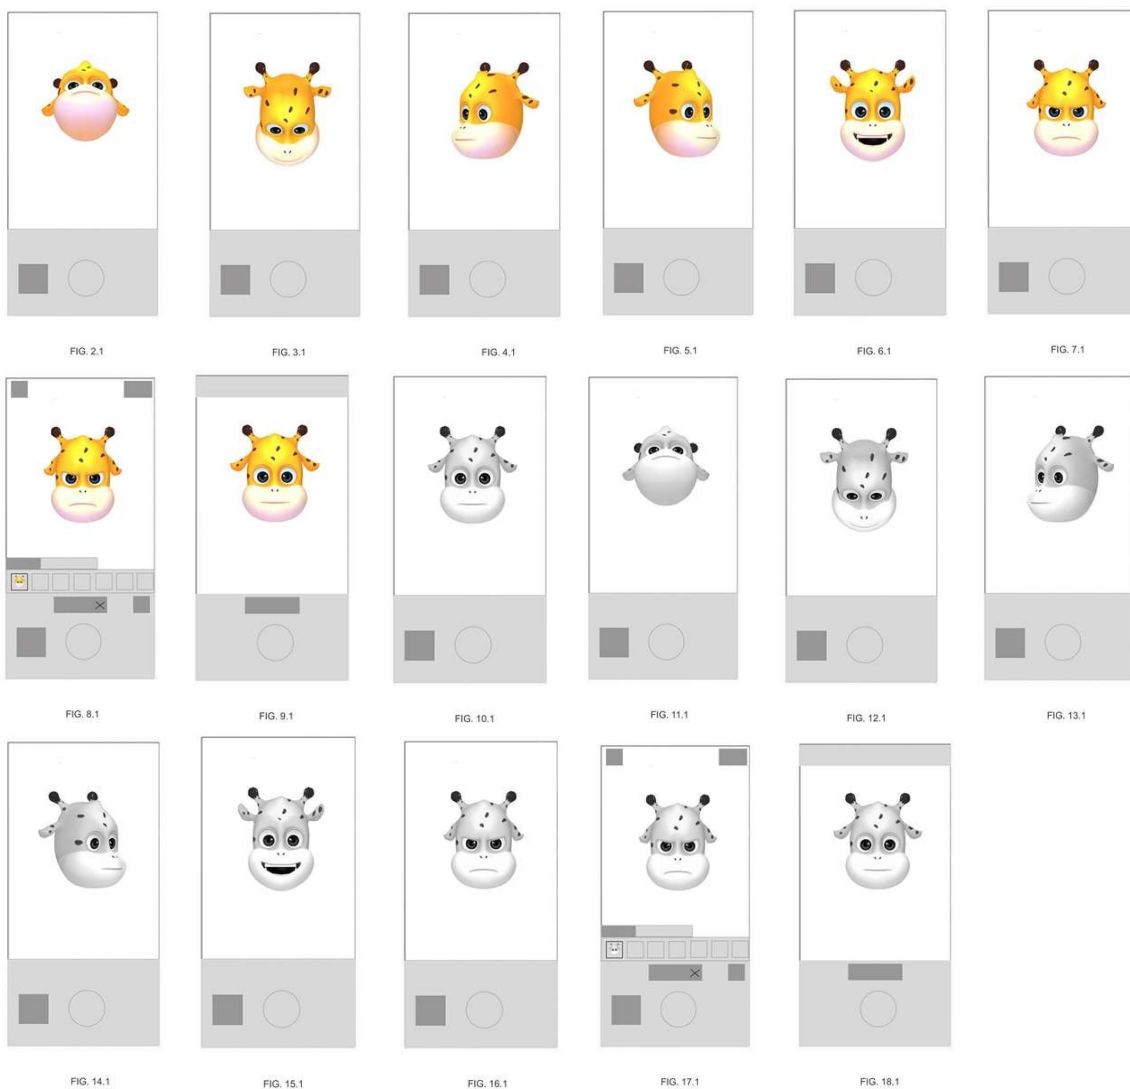 FIG. 2.1
FIG. 3.1
FIG. 4.1
FIG. 5.1
FIG. 6.1
FIG. 7.1
FIG. 8.1
FIG. 9.1
FIG. 10.1
FIG. 11.1
FIG. 12.1
FIG. 13.1
FIG. 14.1
FIG. 15.1
FIG. 16.1
FIG. 17.1
FIG. 18.1